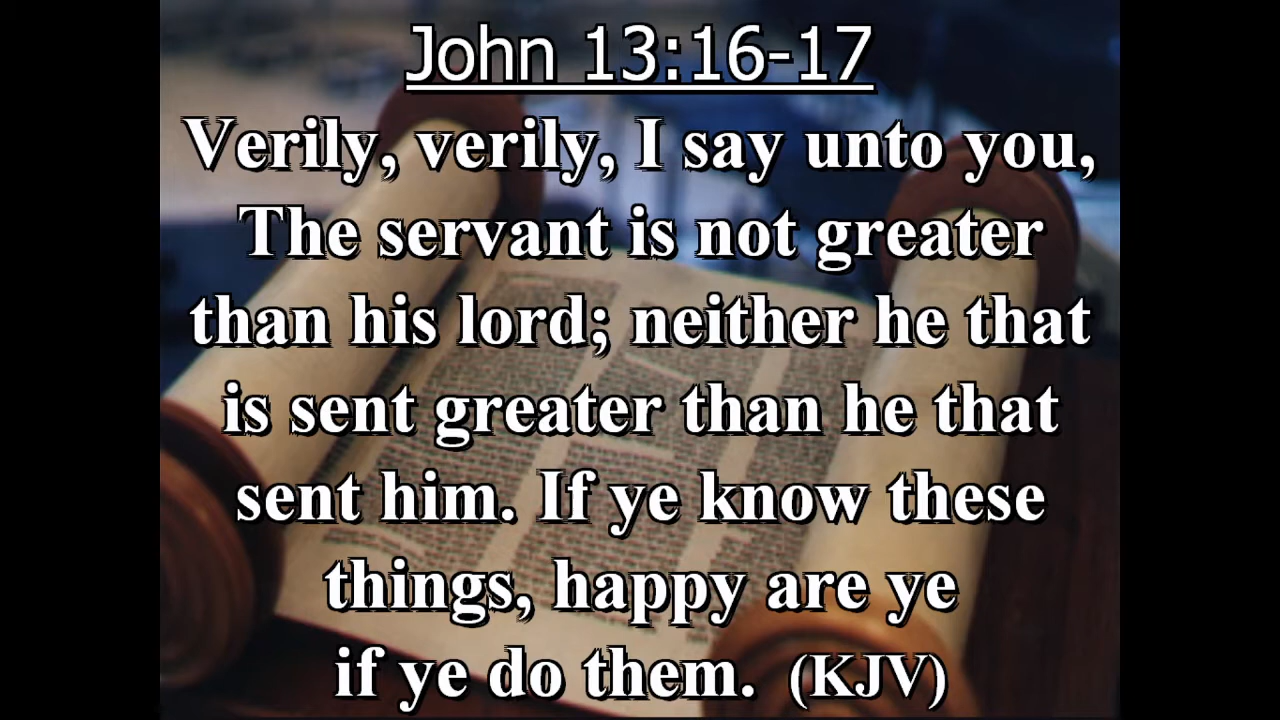 John 13:16-17
Verily, verily, I say unto you,
The servant is not greater
than his lord; neither he that
is sent greater than he that
sent him. If ye know these
things, happy are ye
if ye do them. (KJV)